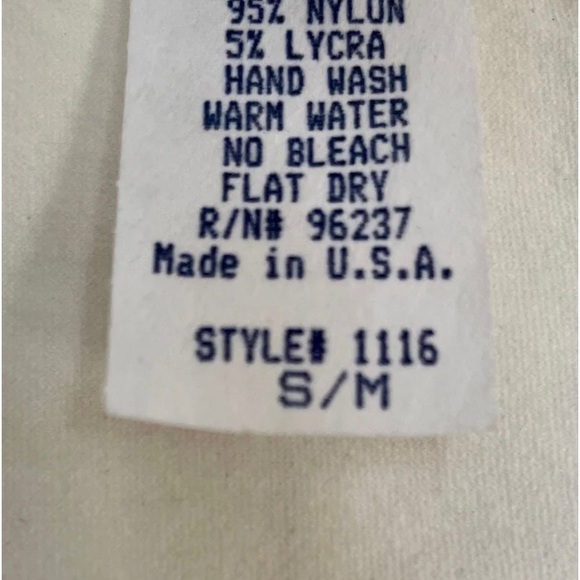 95% NYLON
5% LYCRA
HAND WASH
WARM WATER
NO BLEACH
FLAT DRY
R/N# 96237
Made in U.S.A.
STYLE# 1116
S/M